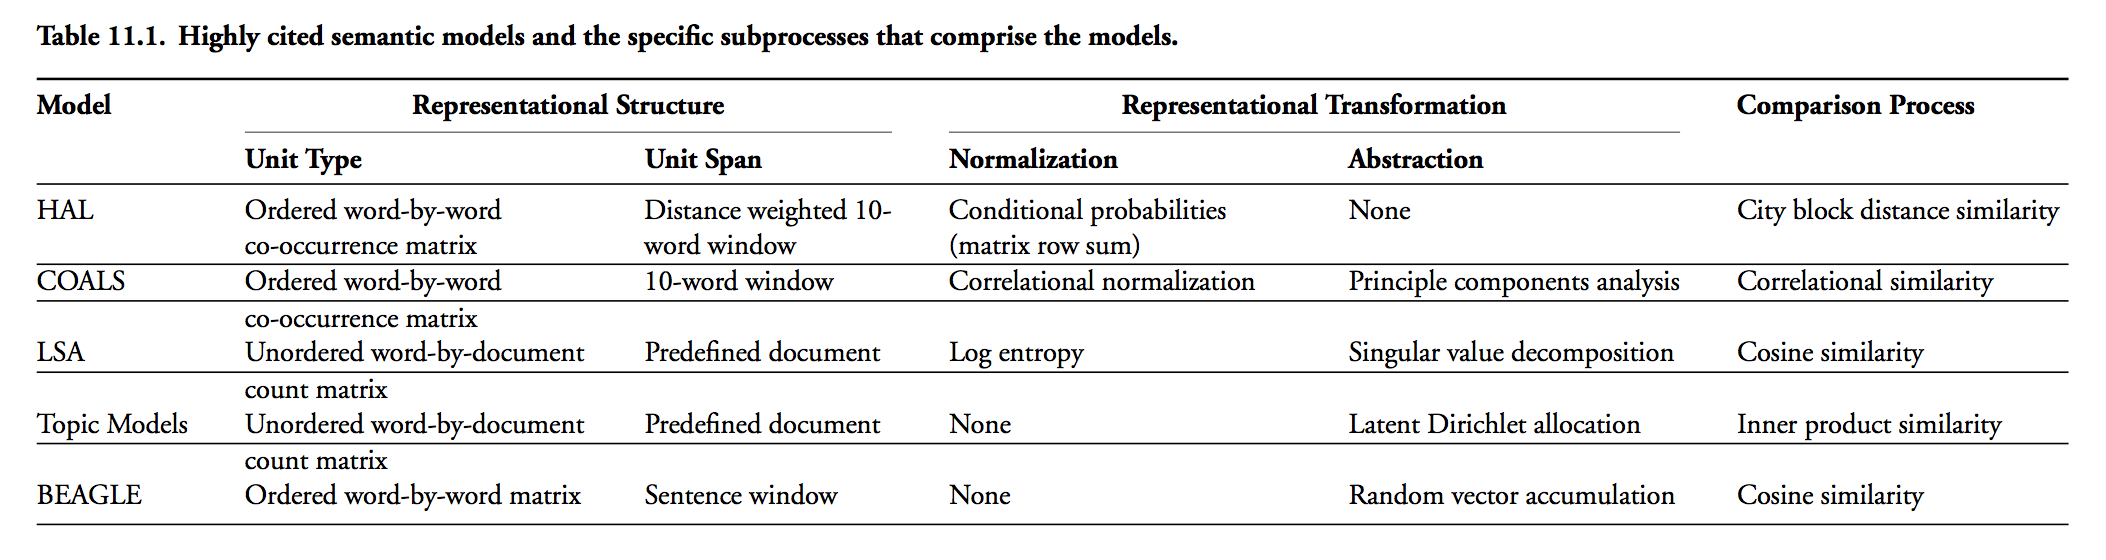 Table 11.1. Highly cited semantic models and the specific subprocesses that comprise the models.
Model Representational Structure Representational Transformation Comparison Process
Unit Type Unit Span Normalization Abstraction
HAL Ordered word-by-word Distance weighted 10- Conditional probabilities None City block distance similarity
co-occurrence matrix word window (matrix row sum)
COALS Ordered word-by-word 10-word window Correlational normalization Principle components analysis Correlational similarity
co-occurrence matrix
LSA Unordered word-by-document Predefined document Log entropy Singular value decomposition Cosine similarity
count matrix
Topic Models Unordered word-by-document Predefined document None Latent Dirichlet allocation Inner product similarity
count matrix
BEAGLE Ordered word-by-word matrix Sentence window None Random vector accumulation Cosine similarity